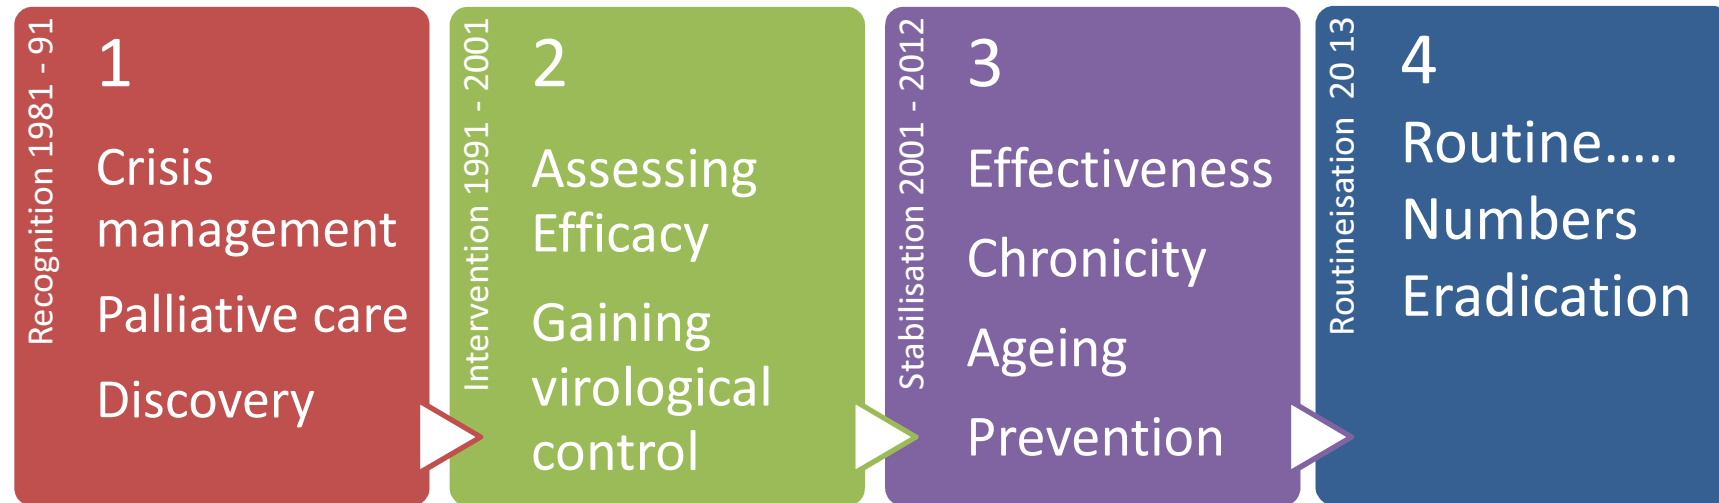 Recognition 1981 - 91
1
Crisis
management
Palliative care
Discovery
Intervention 1991 - 2001
2
Assessing
Efficacy
Gaining
virological
control
Stabilisation 2001 - 2012
3
Effectiveness
Chronicity
Ageing
Prevention
Routineisation  20 13
4
Routine.....
Numbers
Eradication